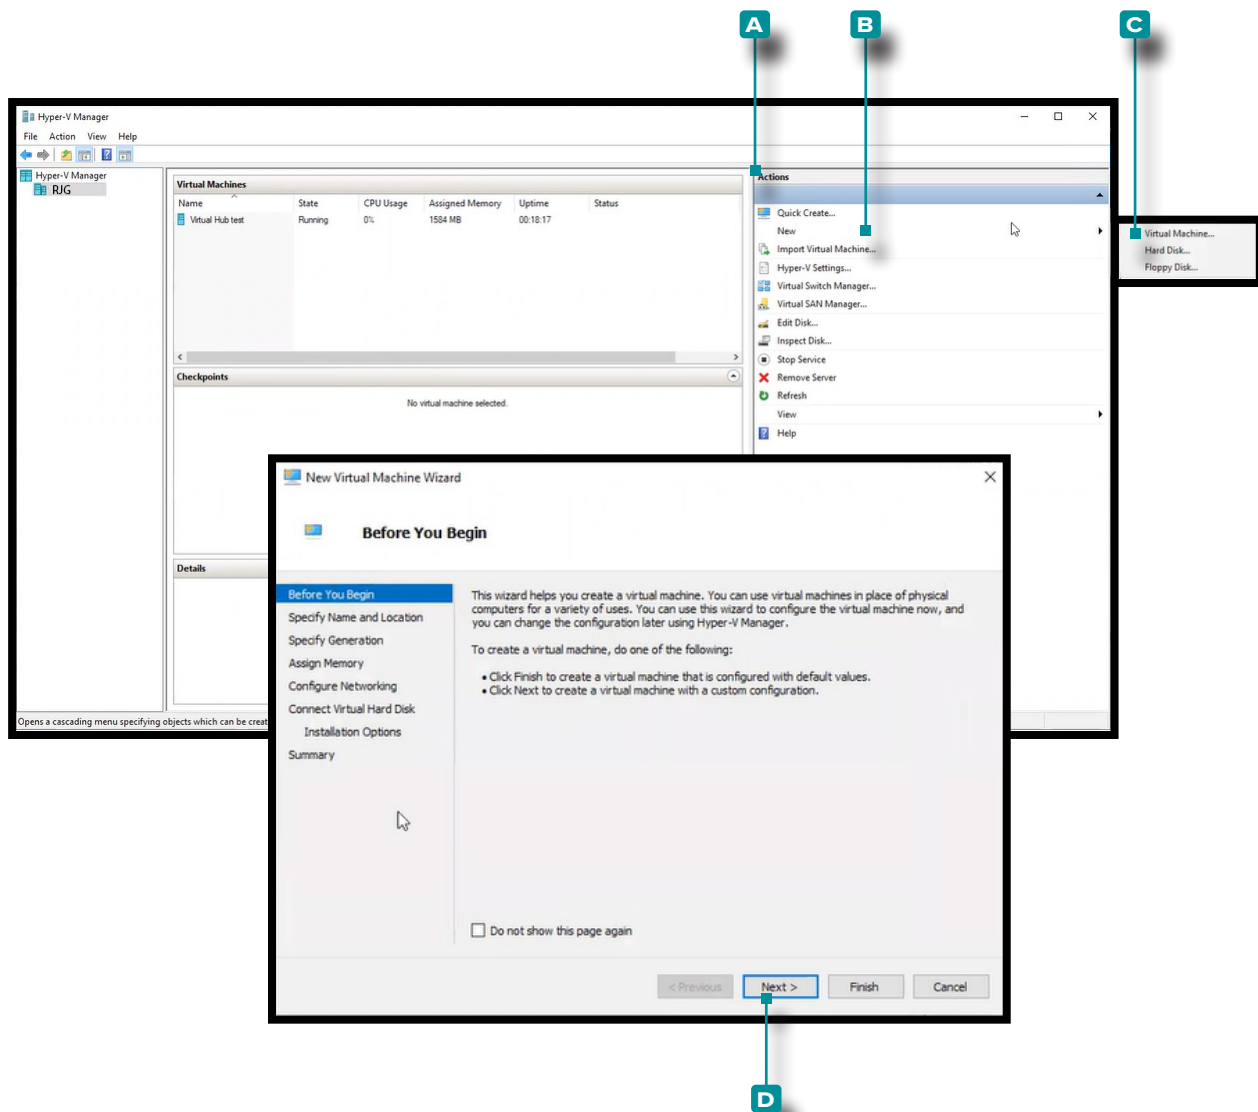 A
B
C
Hyper-V Manager
File Action View Help
Hyper-V Manager
RJG
Virtual Machines
Name State CPU Usage Assigned Memory Uptime Status
Virtual Hub test Running 0% 1584 MB 00:18:17
Checkpoints
No virtual machine selected.
Details
Actions
Quick Create...
New
Import Virtual Machine...
Hyper-V Settings...
Virtual Switch Manager...
Virtual SAN Manager...
Edit Disk...
Inspect Disk...
Stop Service
Remove Server
Refresh
View
Help
Virtual Machine...
Hard Disk...
Floppy Disk...
Opens a cascading menu specifying objects which can be creat
New Virtual Machine Wizard
Before You Begin
Before You Begin
Specify Name and Location
Specify Generation
Assign Memory
Configure Networking
Connect Virtual Hard Disk
Installation Options
Summary
This wizard helps you create a virtual machine. You can use virtual machines in place of physical
computers for a variety of uses. You can use this wizard to configure the virtual machine now, and
you can change the configuration later using Hyper-V Manager.
To create a virtual machine, do one of the following:
• Click Finish to create a virtual machine that is configured with default values.
• Click Next to create a virtual machine with a custom configuration.
Do not show this page again
< Previous Next > Finish Cancel
D